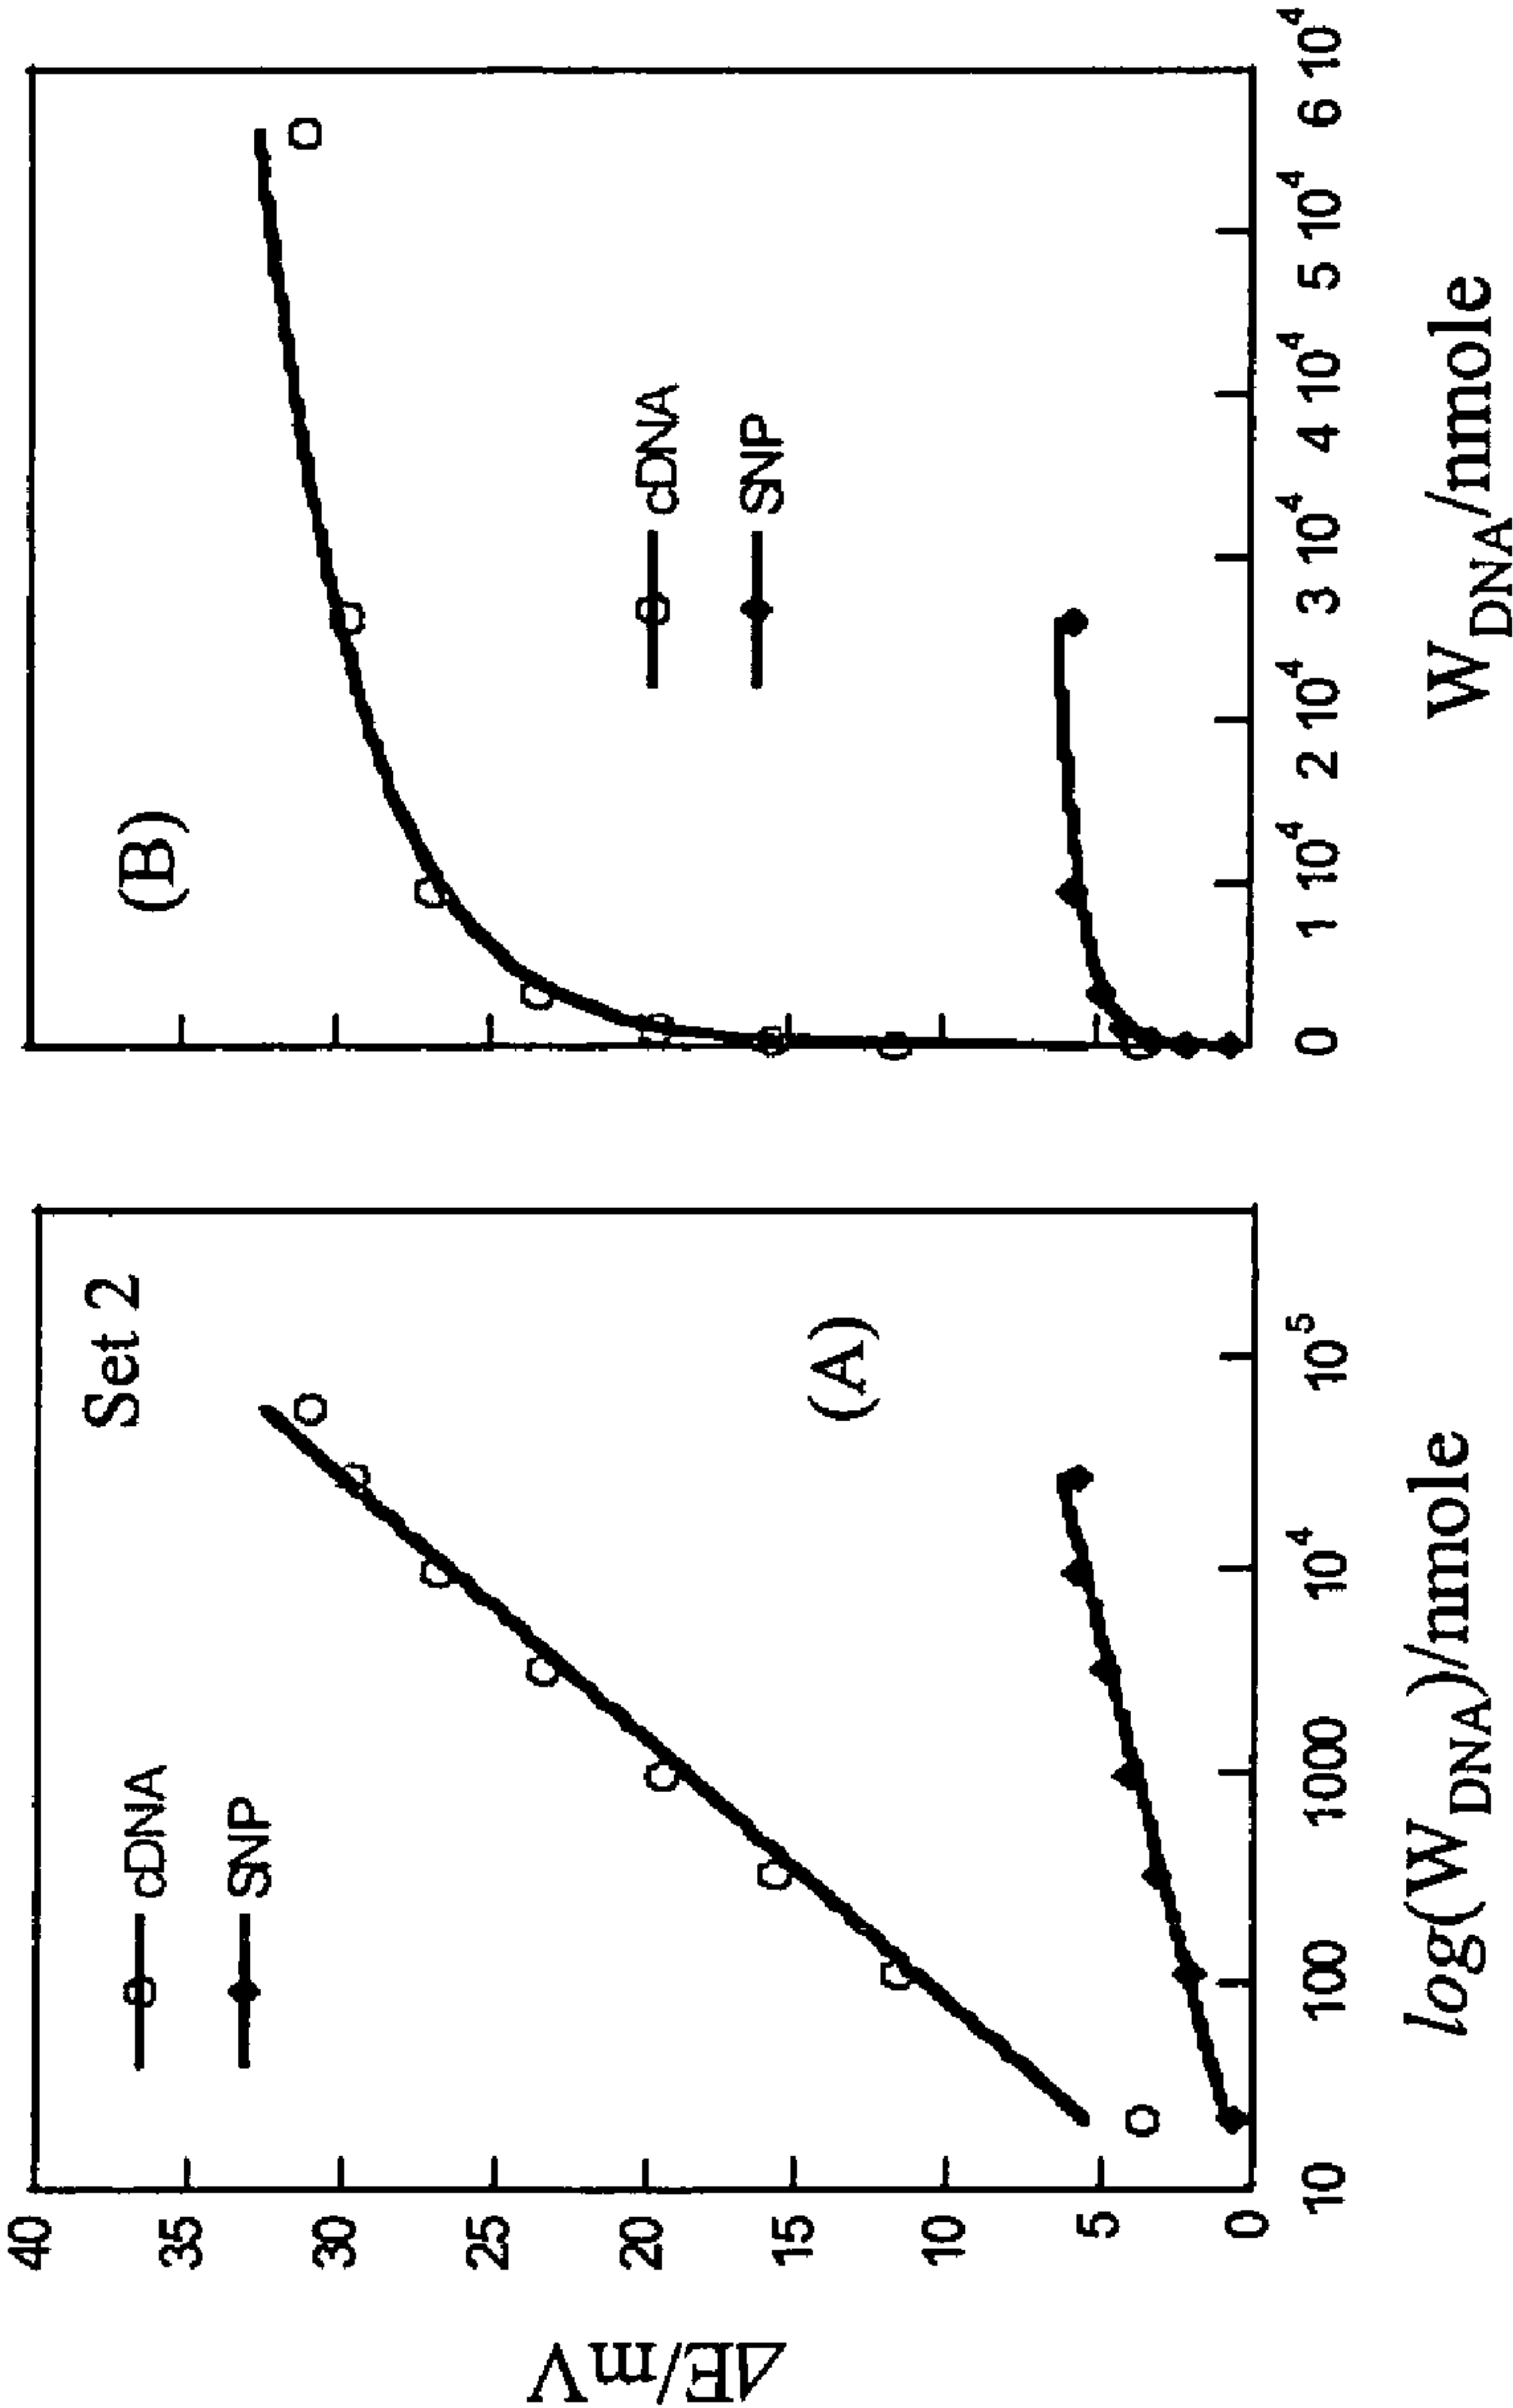 Set 2
cDNA
SNP
(A)
40
35
30
25
20
15
10
5
0
ΔE/mV
10 100 1000 10⁴ 10⁵
log(W_DNA)/nmole
(B)
cDNA
SNP
0 1 10⁴ 2 10⁴ 3 10⁴ 4 10⁴ 5 10⁴ 6 10⁴
W_DNA/nmole